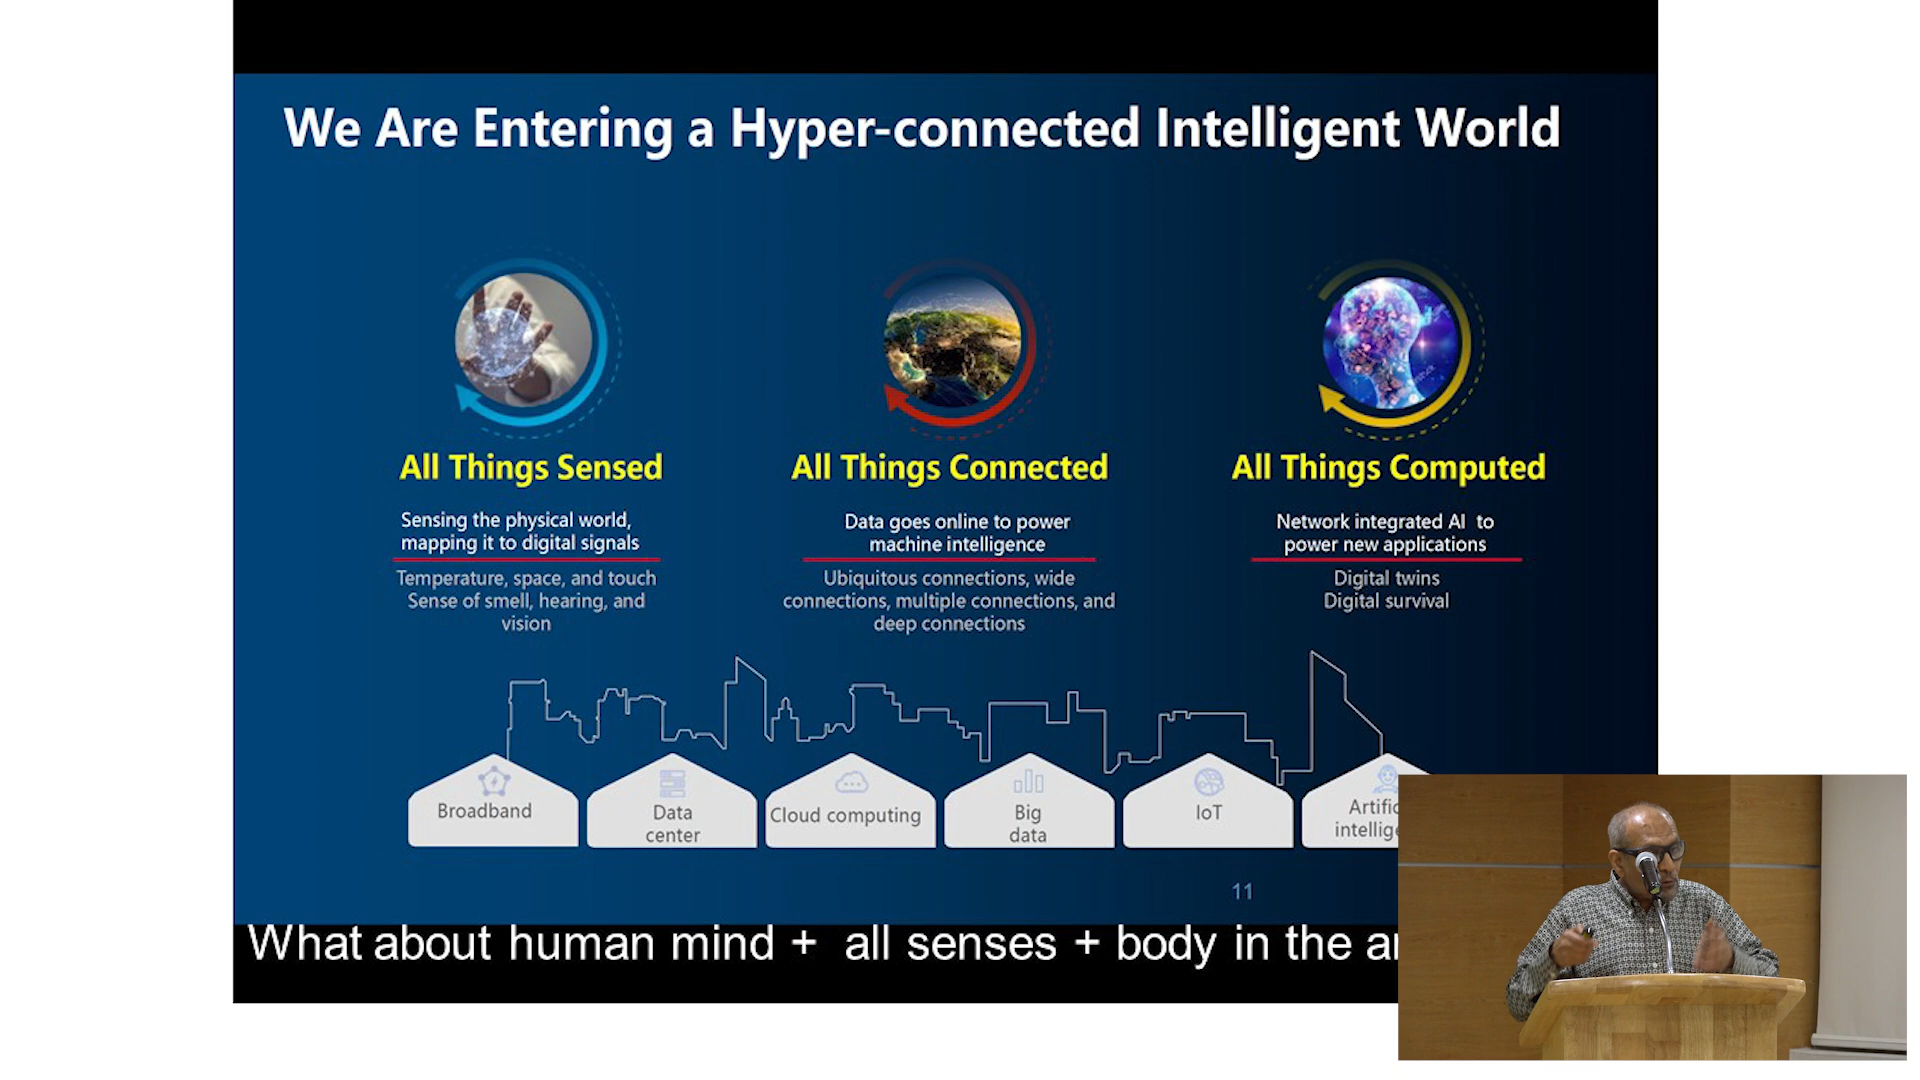 We Are Entering a Hyper-connected Intelligent World
All Things Sensed
Sensing the physical world,
mapping it to digital signals
Temperature, space, and touch
Sense of smell, hearing, and
vision
All Things Connected
Data goes online to power
machine intelligence
Ubiquitous connections, wide
connections, multiple connections, and
deep connections
All Things Computed
Network integrated AI to
power new applications
Digital twins
Digital survival
Broadband
Data
center
Cloud computing
Big
data
IoT
11
What about human mind + all senses + body in the